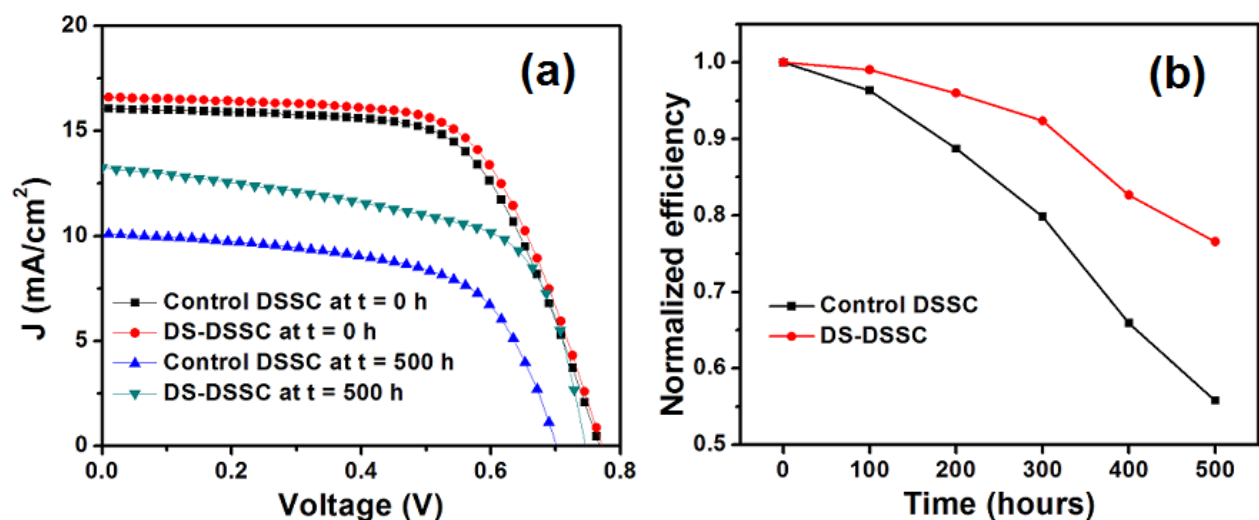 (a)
20
15
10
5
0
J (mA/cm²)
Control DSSC at t = 0 h
DS-DSSC at t = 0 h
Control DSSC at t = 500 h
DS-DSSC at t = 500 h
0.0 0.2 0.4 0.6 0.8
Voltage (V)
(b)
1.0
0.9
0.8
0.7
0.6
0.5
Normalized efficiency
Control DSSC
DS-DSSC
0 100 200 300 400 500
Time (hours)